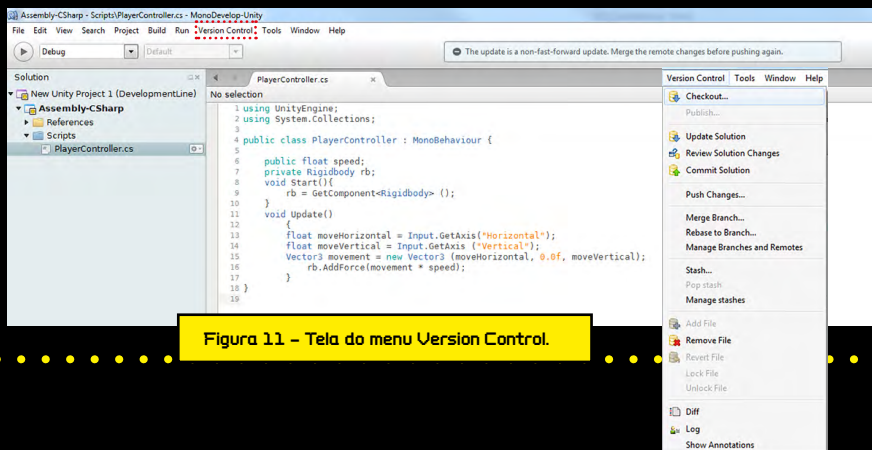 Assembly-CSharp - Scripts\PlayerController.cs - MonoDevelop-Unity
File Edit View Search Project Build Run Version Control Tools Window Help
Debug Default
The update is a non-fast-forward update. Merge the remote changes before pushing again.
Solution
New Unity Project 1 (DevelopmentLine)
Assembly-CSharp
References
Scripts
PlayerController.cs
PlayerController.cs ×
No selection
1 using UnityEngine;
2 using System.Collections;
3
4 public class PlayerController : MonoBehaviour {
5
6 public float speed;
7 private Rigidbody rb;
8 void Start(){
9 rb = GetComponent<Rigidbody> ();
10 }
11 void Update()
12 {
13 float moveHorizontal = Input.GetAxis("Horizontal");
14 float moveVertical = Input.GetAxis ("Vertical");
15 Vector3 movement = new Vector3 (moveHorizontal, 0.0f, moveVertical);
16 rb.AddForce(movement * speed);
17 }
18 }
19
Version Control Tools Window Help
Checkout...
Publish...
Update Solution
Review Solution Changes
Commit Solution
Push Changes...
Merge Branch...
Rebase to Branch...
Manage Branches and Remotes
Stash...
Pop stash
Manage stashes
Add File
Remove File
Revert File
Lock File
Unlock File
Diff
Log
Show Annotations
Figura 11 – Tela do menu Version Control.